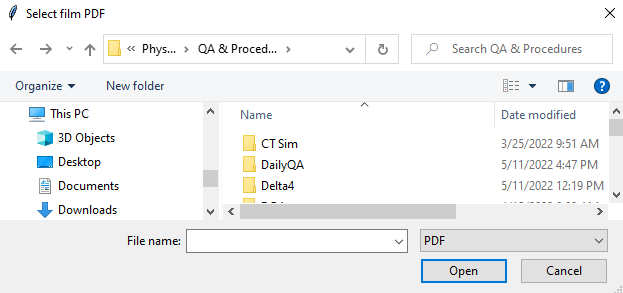 Select film PDF
Phys... QA & Proced... Search QA & Procedures
Organize New folder
This PC
3D Objects
Desktop
Documents
Downloads
Name Date modified
CT Sim 3/25/2022 9:51 AM
DailyQA 5/11/2022 4:47 PM
Delta4 5/11/2022 12:19 PM
File name: PDF
Open Cancel